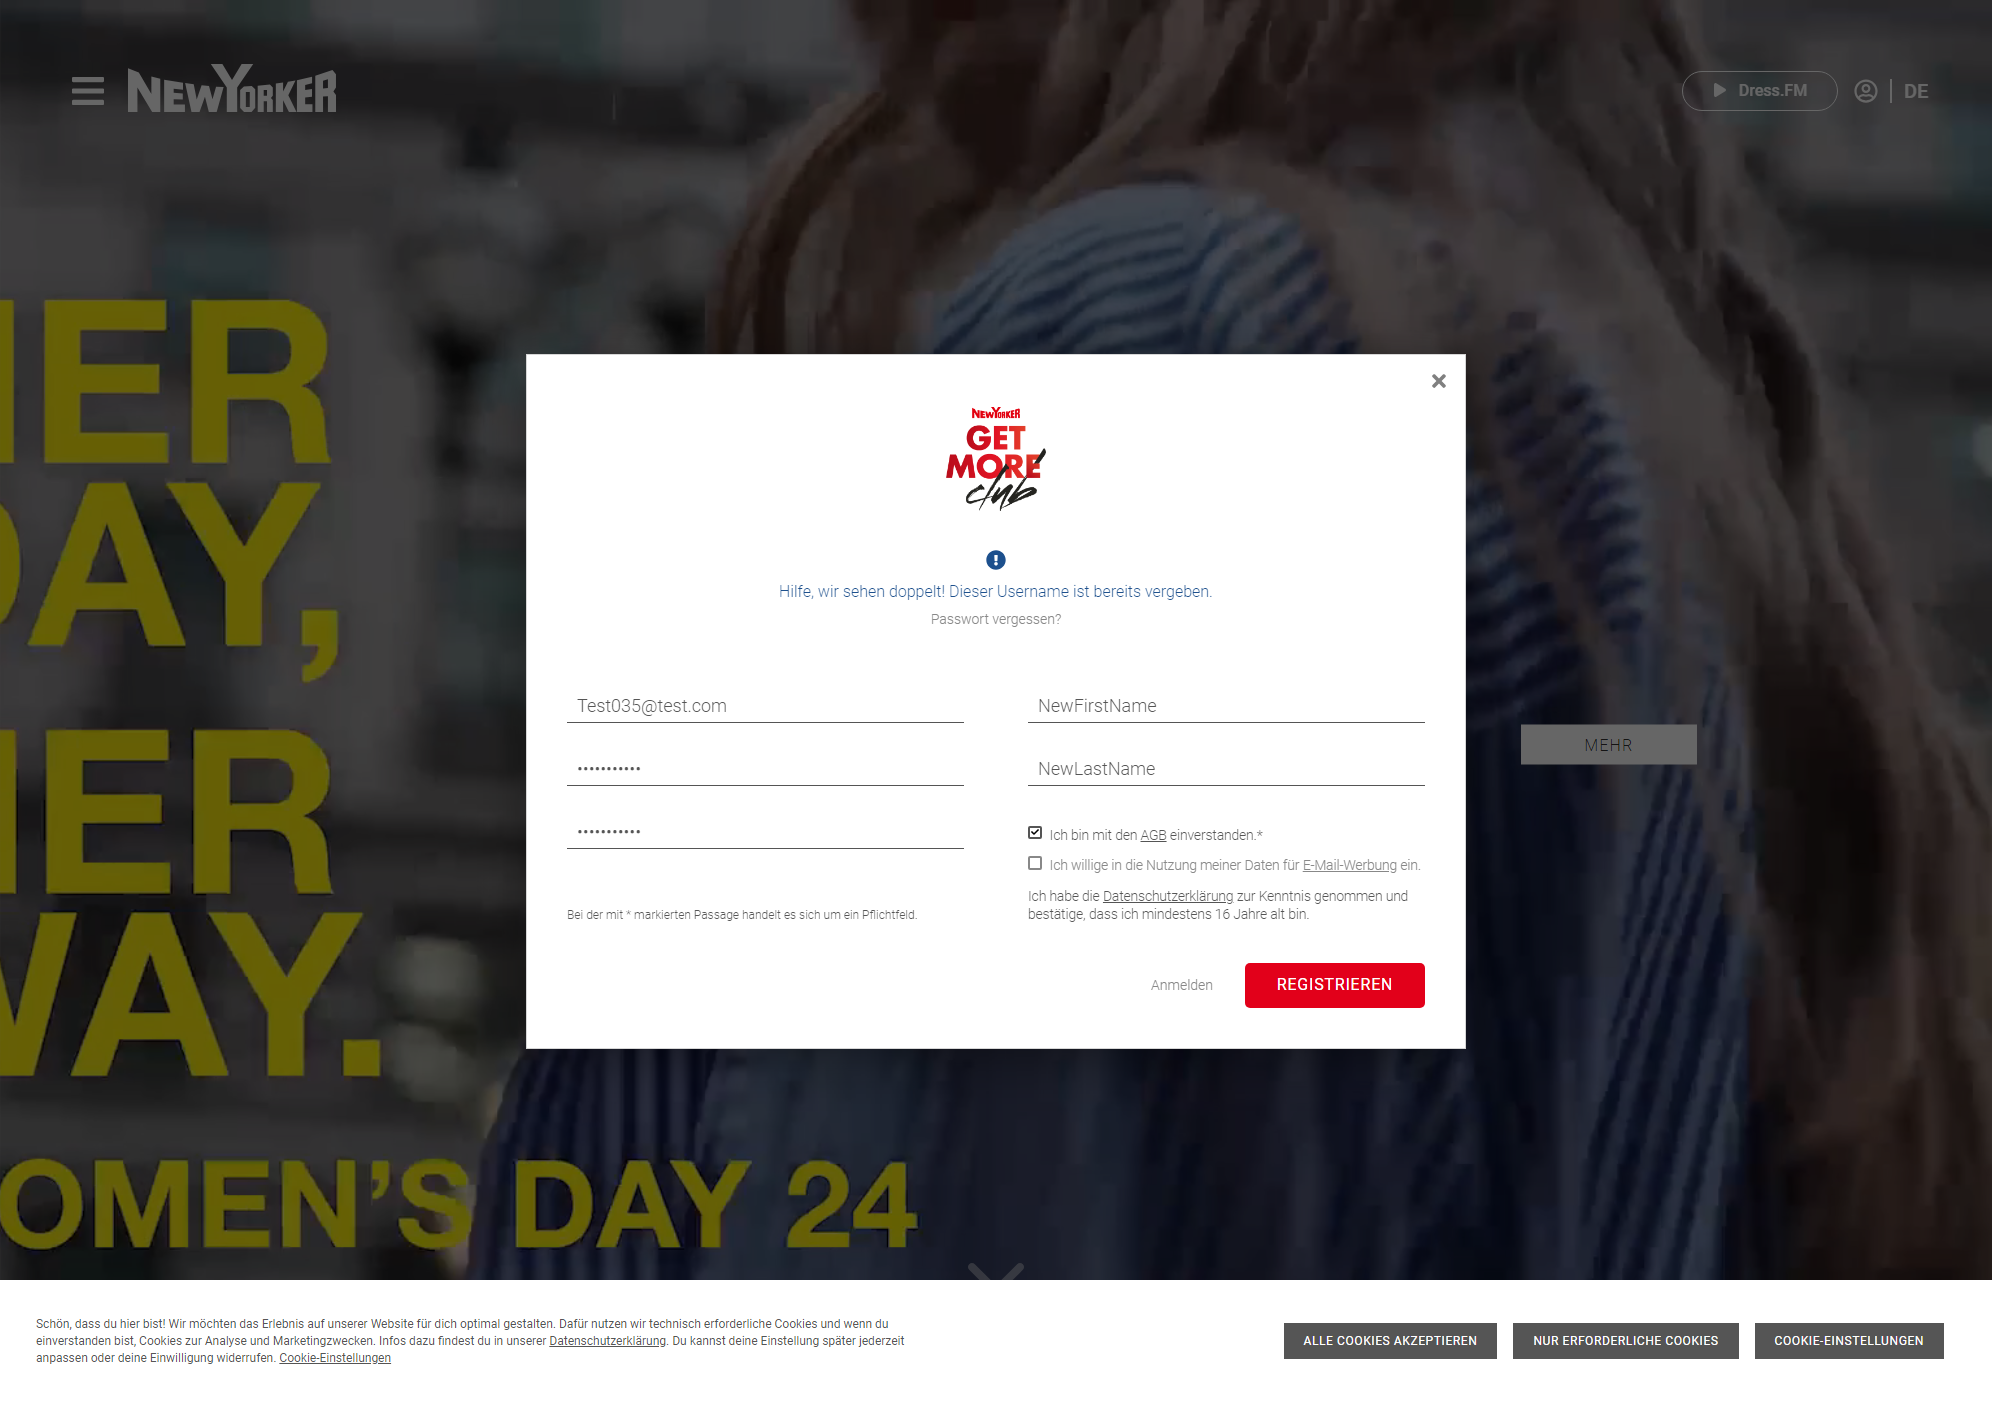 NEWYORKER
Dress.FM
DE
NEWYORKER
GET
MORE
club
Hilfe, wir sehen doppelt! Dieser Username ist bereits vergeben.
Passwort vergessen?
Test035@test.com
NewFirstName
•••••••••••
NewLastName
•••••••••••
Ich bin mit den AGB einverstanden.*
Ich willige in die Nutzung meiner Daten für E-Mail-Werbung ein.
Ich habe die Datenschutzerklärung zur Kenntnis genommen und
bestätige, dass ich mindestens 16 Jahre alt bin.
Bei der mit * markierten Passage handelt es sich um ein Pflichtfeld.
Anmelden
REGISTRIEREN
MEHR
DAY,
WAY.
DAY 24
Schön, dass du hier bist! Wir möchten das Erlebnis auf unserer Website für dich optimal gestalten. Dafür nutzen wir technisch erforderliche Cookies und wenn du
einverstanden bist, Cookies zur Analyse und Marketingzwecken. Infos dazu findest du in unserer Datenschutzerklärung. Du kannst deine Einstellung später jederzeit
anpassen oder deine Einwilligung widerrufen. Cookie-Einstellungen
ALLE COOKIES AKZEPTIEREN
NUR ERFORDERLICHE COOKIES
COOKIE-EINSTELLUNGEN